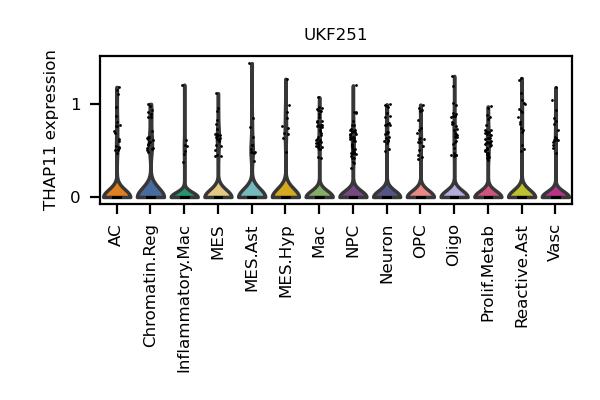 UKF251
THAP11 expression
1
0
AC
Chromatin.Reg
Inflammatory.Mac
MES
MES.Ast
MES.Hyp
Mac
NPC
Neuron
OPC
Oligo
Prolif.Metab
Reactive.Ast
Vasc